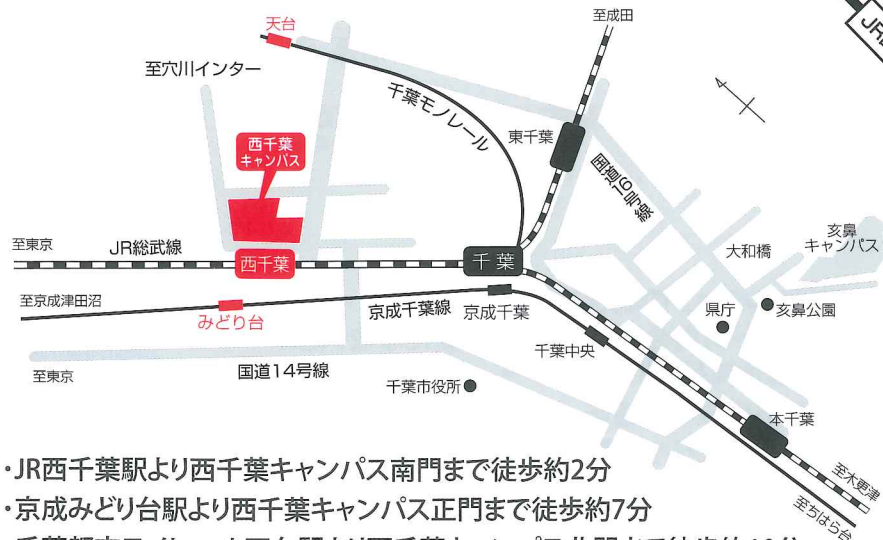 天台
至成田
JR
至穴川インター
千葉モノレール
東千葉
国道16号線
西千葉
キャンパス
至東京
JR総武線
西千葉
千葉
大和橋
亥鼻
キャンパス
至京成津田沼
みどり台
京成千葉線
京成千葉
県庁
亥鼻公園
千葉中央
至東京
国道14号線
千葉市役所
本千葉
至木更津
至ちはら台
・JR西千葉駅より西千葉キャンパス南門まで徒歩約2分
・京成みどり台駅より西千葉キャンパス正門まで徒歩約7分